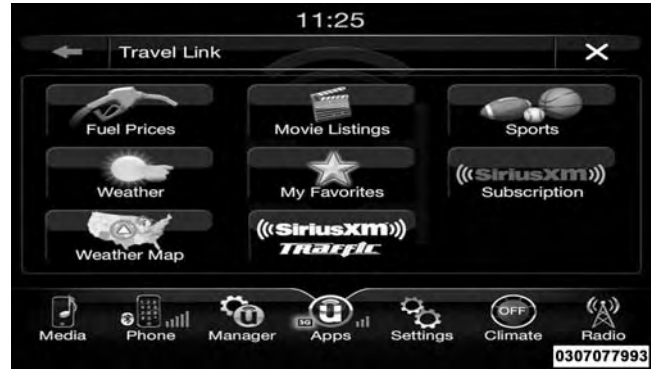 11:25
Travel Link
Fuel Prices
Movie Listings
Sports
Weather
My Favorites
((SiriusXM))
Subscription
Weather Map
((SiriusXM))
Traffic
3G
Media
Phone
Manager
Apps
Settings
OFF
Climate
Radio
0307077993